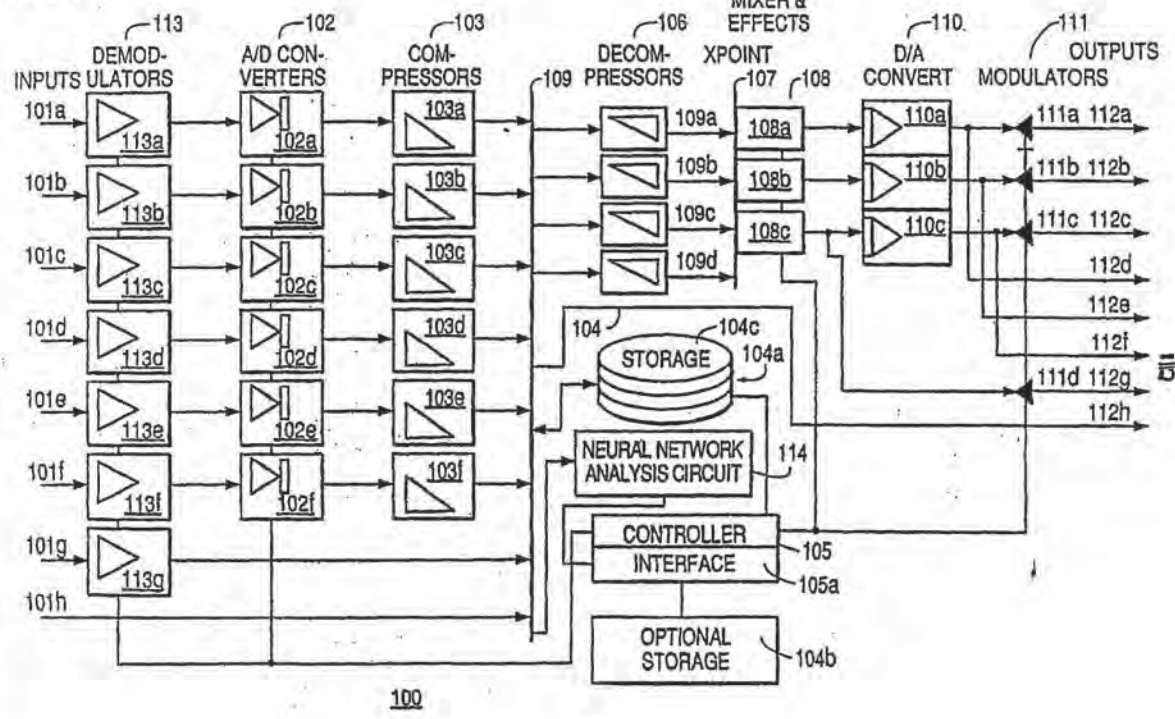 MIXER &
113 102 103 106 EFFECTS 110 111
DEMOD- A/D CON- COM- DECOM- XPOINT D/A OUTPUTS
INPUTS ULATORS VERTERS PRESSORS 109 PRESSORS 107 108 CONVERT MODULATORS
101a 113a 102a 103a 109a 108a 110a 111a 112a
101b 113b 102b 103b 109b 108b 110b 111b 112b
101c 113c 102c 103c 109c 108c 110c 111c 112c
109d 112d
101d 113d 102d 103d 104 104c 112e
STORAGE 104a 112f
101e 113e 102e 103e 111d 112g
112h
NEURAL NETWORK
ANALYSIS CIRCUIT 114
101f 113f 102f 103f
CONTROLLER 105
101g 113g INTERFACE 105a
101h
OPTIONAL
STORAGE 104b
100